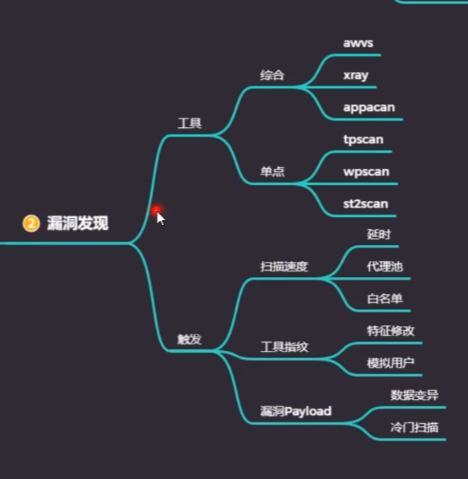 ② 漏洞发现
工具
综合
awvs
xray
appacan
单点
tpscan
wpscan
st2scan
触发
扫描速度
延时
代理池
白名单
工具指纹
特征修改
模拟用户
漏洞Payload
数据变异
冷门扫描